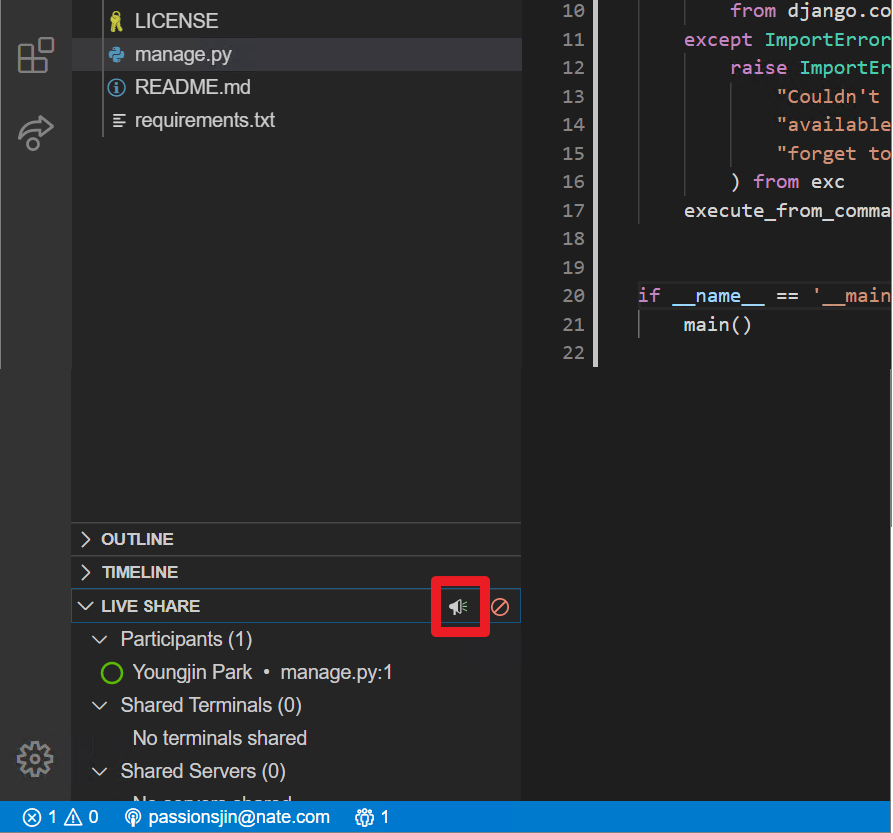 LICENSE
manage.py
README.md
requirements.txt
10 from django.co
11 except ImportError
12 raise ImportEr
13 "Couldn't
14 "available
15 "forget to
16 ) from exc
17 execute_from_comma
18
19
20 if __name__ == '__main
21 main()
22
OUTLINE
TIMELINE
LIVE SHARE
Participants (1)
Youngjin Park • manage.py:1
Shared Terminals (0)
No terminals shared
Shared Servers (0)
No servers shared
1 0 passionsjin@nate.com 1